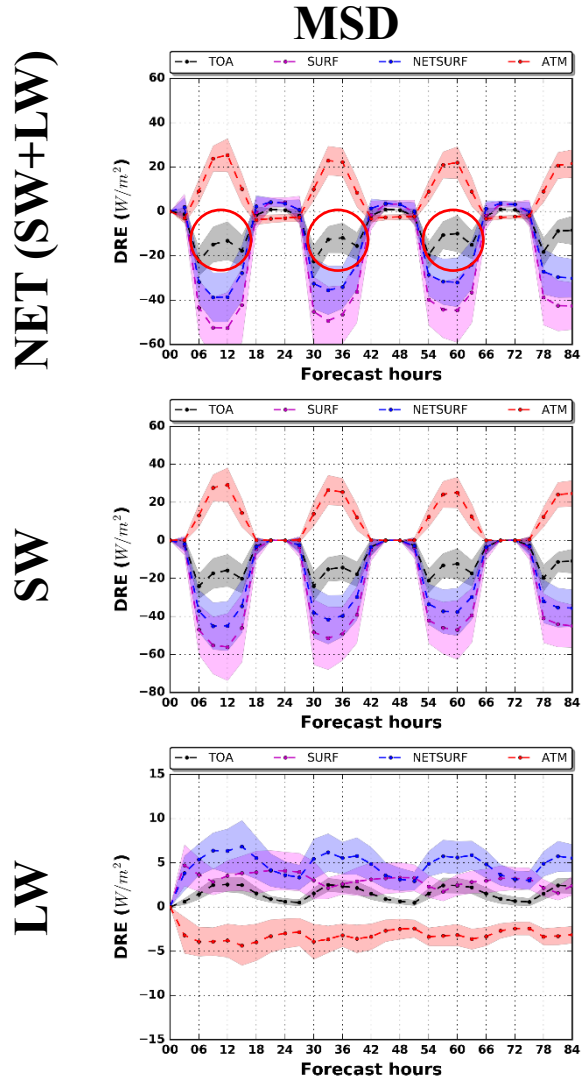 MSD
NET (SW+LW)
TOA SURF NETSURF ATM
DRE (W/m²)
60
40
20
0
−20
−40
−60
00 06 12 18 24 30 36 42 48 54 60 66 72 78 84
Forecast hours
SW
TOA SURF NETSURF ATM
DRE (W/m²)
60
40
20
0
−20
−40
−60
−80
00 06 12 18 24 30 36 42 48 54 60 66 72 78 84
Forecast hours
LW
TOA SURF NETSURF ATM
DRE (W/m²)
15
10
5
0
−5
−10
−15
00 06 12 18 24 30 36 42 48 54 60 66 72 78 84
Forecast hours